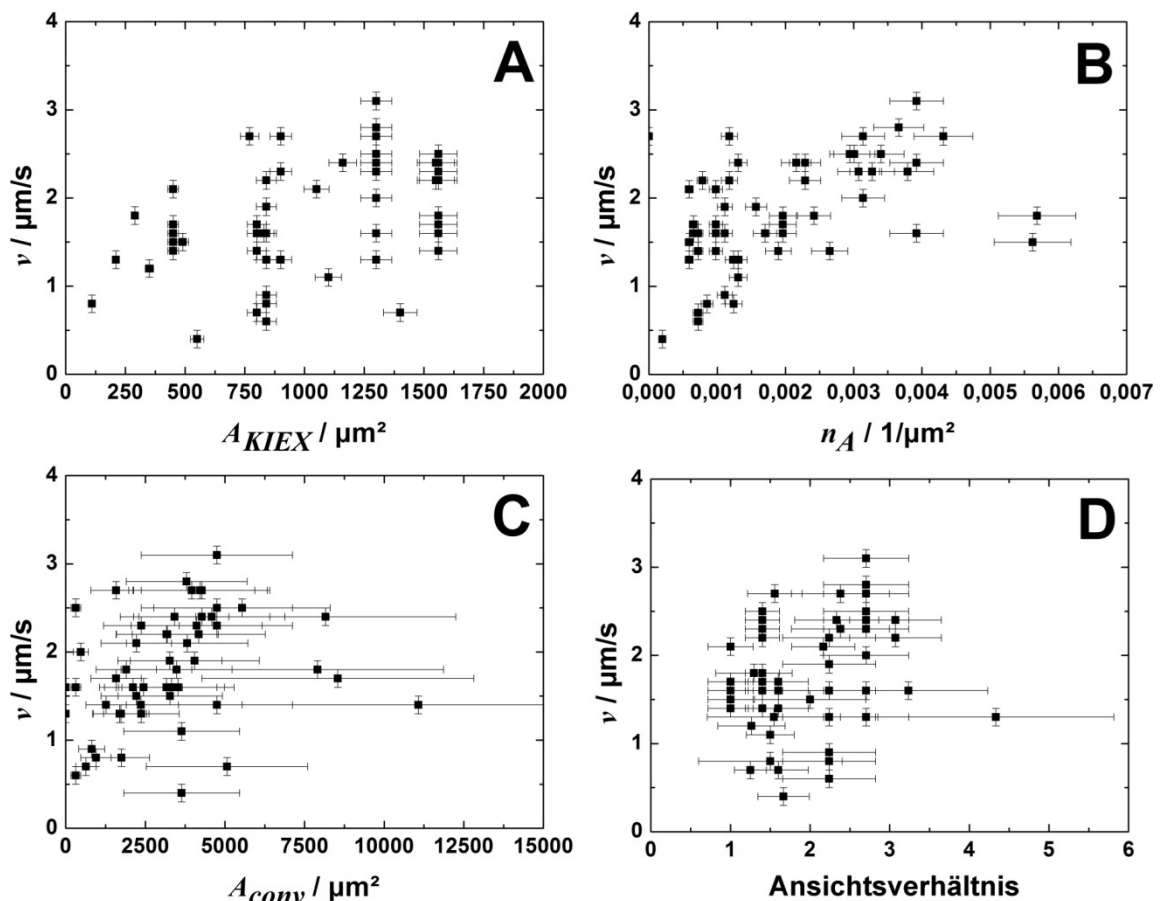 A
4
3
2
1
0
v / µm/s
0 250 500 750 1000 1250 1500 1750 2000
A_KIEX / µm²
B
4
3
2
1
0
v / µm/s
0,000 0,001 0,002 0,003 0,004 0,005 0,006 0,007
n_A / 1/µm²
C
4
3
2
1
0
v / µm/s
0 2500 5000 7500 10000 12500 15000
A_conv / µm²
D
4
3
2
1
0
v / µm/s
0 1 2 3 4 5 6
Ansichtsverhältnis